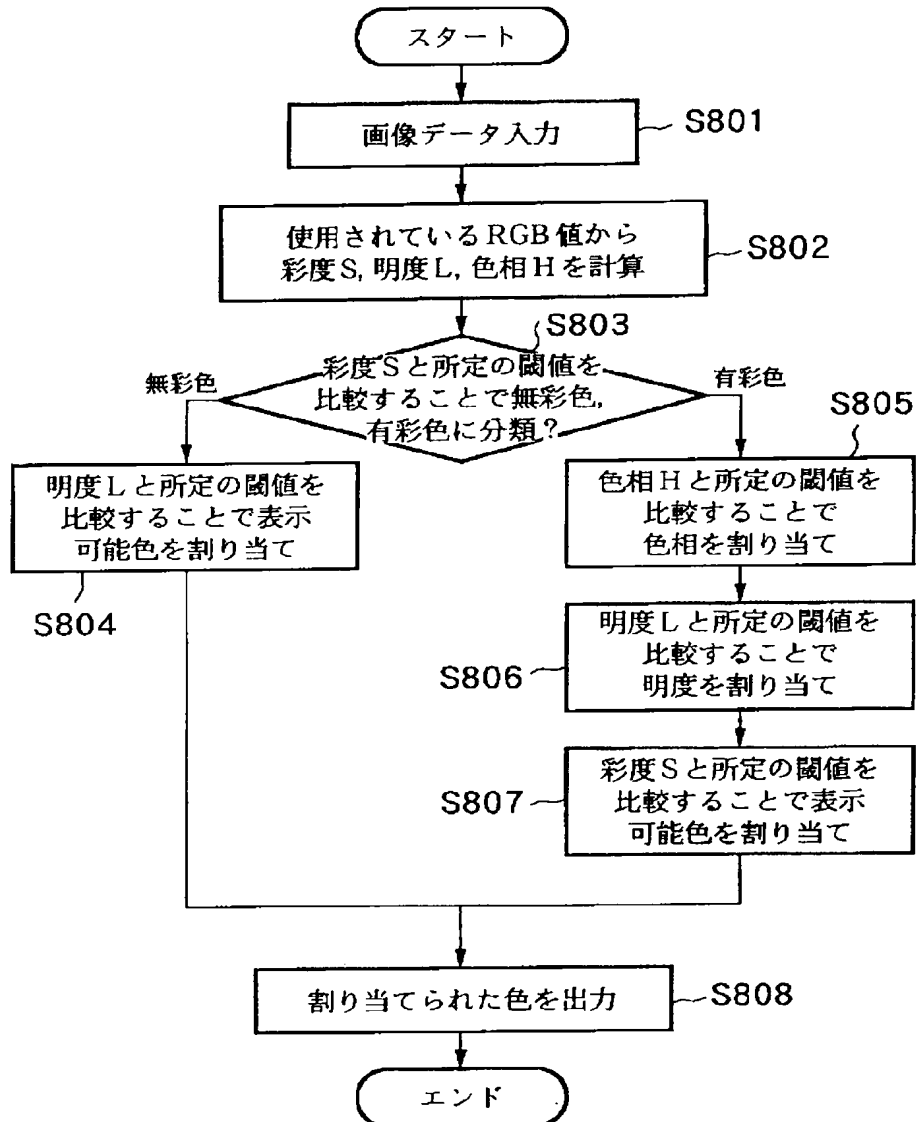 スタート
画像データ入力
S801
使用されているRGB値から
彩度S, 明度L, 色相Hを計算
S802
S803
彩度Sと所定の閾値を
比較することで無彩色,
有彩色に分類?
無彩色
有彩色
明度Lと所定の閾値を
比較することで表示
可能色を割り当て
S804
S805
色相Hと所定の閾値を
比較することで
色相を割り当て
明度Lと所定の閾値を
比較することで
明度を割り当て
S806
彩度Sと所定の閾値を
比較することで表示
可能色を割り当て
S807
割り当てられた色を出力
S808
エンド